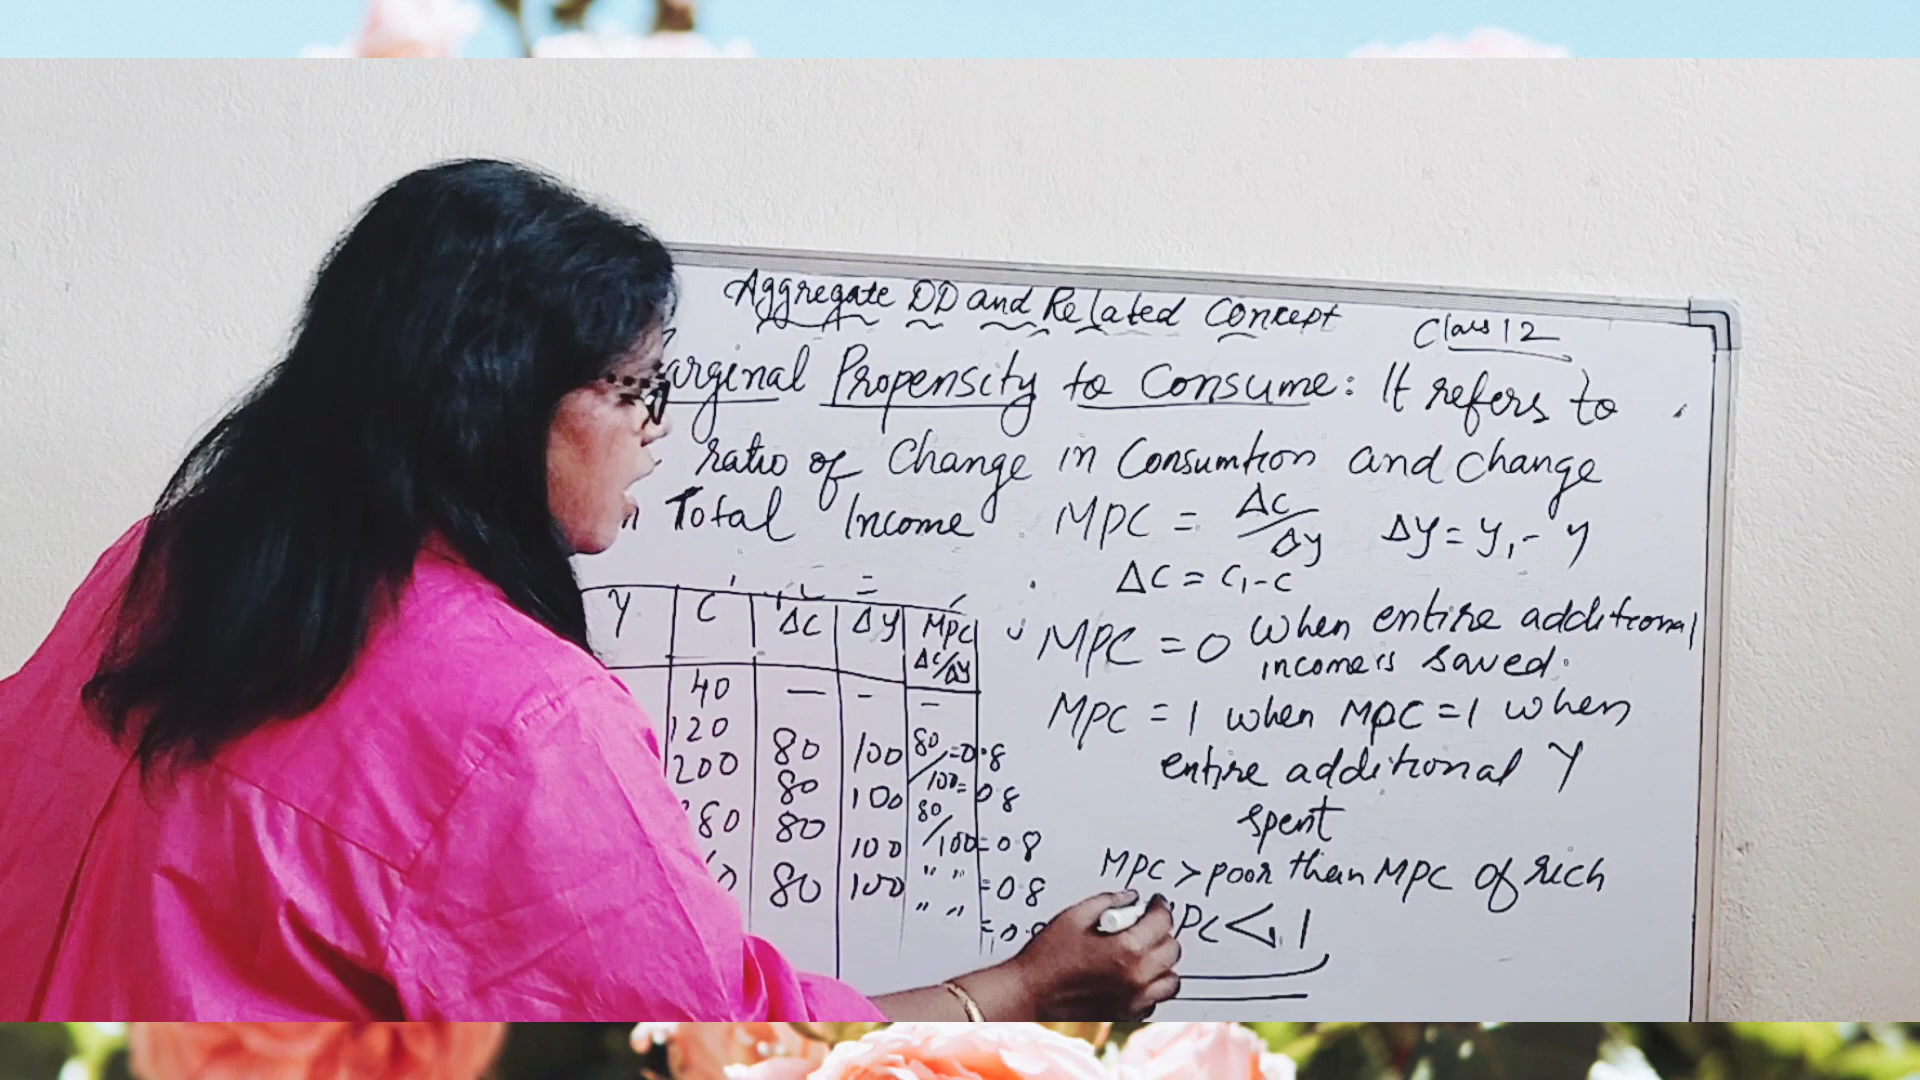 Aggregate DD and Related Concept
Class 12
arginal Propensity to Consume: It refers to
ratio of Change in Consumtion and change
n Total Income MPC = ΔC/Δy Δy = y₁ - y
ΔC = C₁ - C
Y C ΔC ΔY MPC ΔC/ΔY
40 — - -
120 80 100 80/100 = 0.8
200 80 100 80/100 = 0.8
80 80 100 " " = 0.8
80 100 " " = 0.8
MPC = 0 when entire additional
income is saved.
MPC = 1 when MPC = 1 when
entire additional Y
spent
MPC > poor than MPC of rich
PC < 1